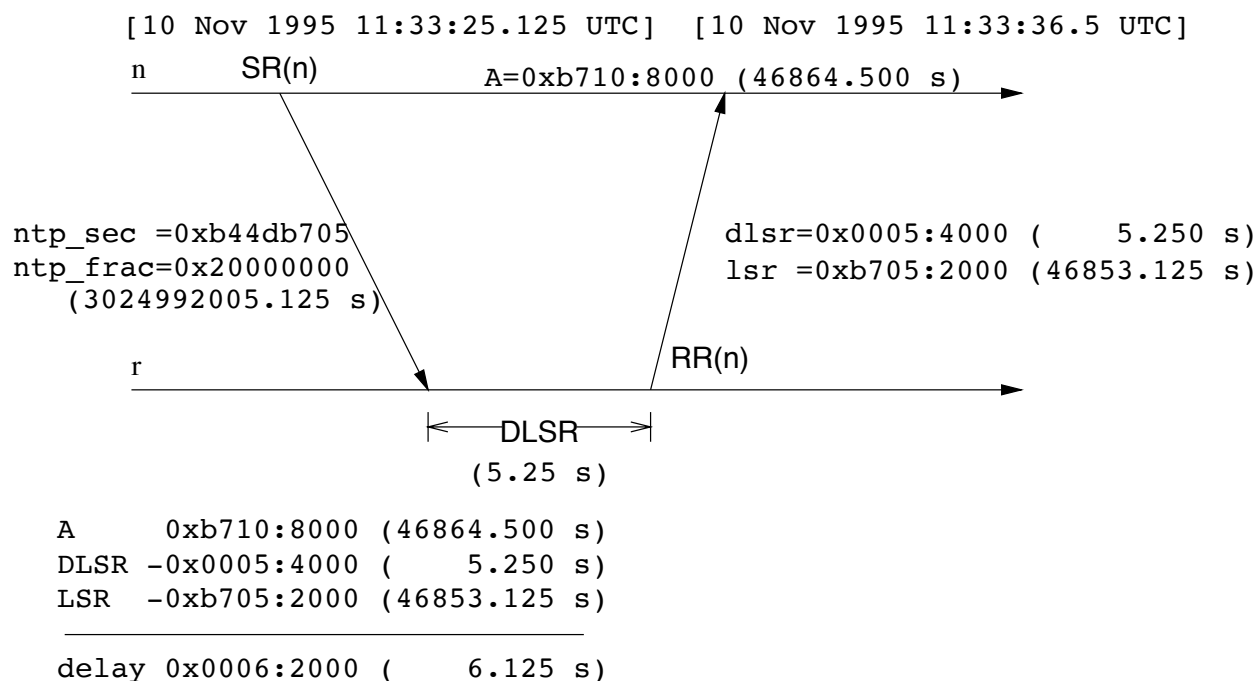 [10 Nov 1995 11:33:25.125 UTC] [10 Nov 1995 11:33:36.5 UTC]
n SR(n) A=0xb710:8000 (46864.500 s)
ntp_sec =0xb44db705 dlsr=0x0005:4000 ( 5.250 s)
ntp_frac=0x20000000 lsr =0xb705:2000 (46853.125 s)
(3024992005.125 s)
r RR(n)
DLSR
(5.25 s)
A 0xb710:8000 (46864.500 s)
DLSR -0x0005:4000 ( 5.250 s)
LSR -0xb705:2000 (46853.125 s)
delay 0x0006:2000 ( 6.125 s)